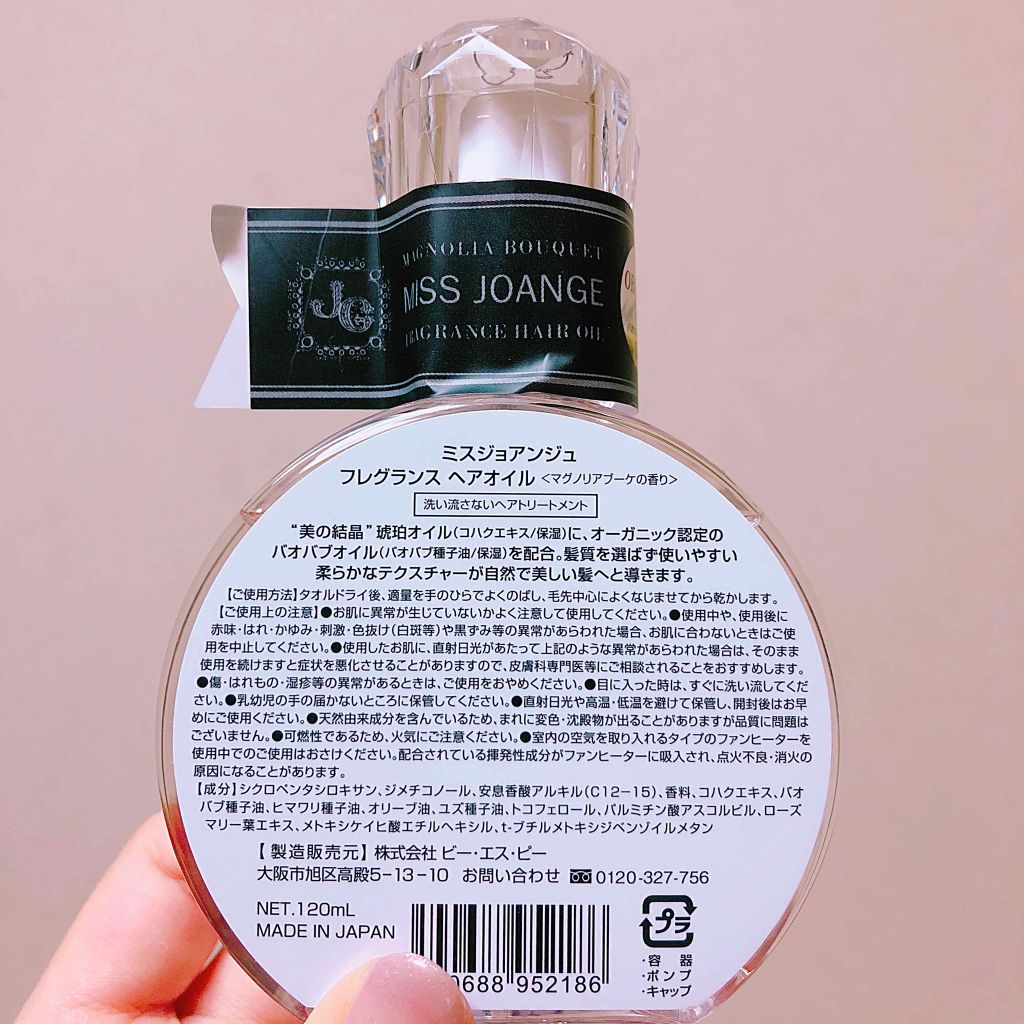 MAGNOLIA BOUQUET
JG
MISS JOANGE
FRAGRANCE HAIR OIL
ミスジョアンジュ
フレグランス ヘアオイル <マグノリアブーケの香り>
洗い流さないヘアトリートメント
“美の結晶”琥珀オイル(コハクエキス/保湿)に、オーガニック認定の
バオバブオイル(バオバブ種子油/保湿)を配合。髪質を選ばず使いやすい
柔らかなテクスチャーが自然で美しい髪へと導きます。
【ご使用方法】タオルドライ後、適量を手のひらでよくのばし、毛先中心によくなじませてから乾かします。
【ご使用上の注意】●お肌に異常が生じていないかよく注意して使用してください。●使用中や、使用後に
赤味・はれ・かゆみ・刺激・色抜け(白斑等)や黒ずみ等の異常があらわれた場合、お肌に合わないときはご使
用を中止してください。●使用したお肌に、直射日光があたって上記のような異常があらわれた場合は、そのまま
使用を続けますと症状を悪化させることがありますので、皮膚科専門医等にご相談されることをおすすめします。
●傷・はれもの・湿疹等の異常があるときは、ご使用をおやめください。●目に入った時は、すぐに洗い流してくだ
さい。●乳幼児の手の届かないところに保管してください。●直射日光や高温・低温を避けて保管し、開封後はお早
めにご使用ください。●天然由来成分を含んでいるため、まれに変色・沈殿物が出ることがありますが品質に問題は
ございません。●可燃性であるため、火気にご注意ください。●室内の空気を取り入れるタイプのファンヒーターを
使用中でのご使用はおさけください。配合されている揮発性成分がファンヒーターに吸入され、点火不良・消火の
原因になることがあります。
【成分】シクロペンタシロキサン、ジメチコノール、安息香酸アルキル(C12-15)、香料、コハクエキス、バオ
バブ種子油、ヒマワリ種子油、オリーブ油、ユズ種子油、トコフェロール、パルミチン酸アスコルビル、ローズ
マリー葉エキス、メトキシケイヒ酸エチルヘキシル、t-ブチルメトキシジベンゾイルメタン
【製造販売元】株式会社 ビー・エス・ピー
大阪市旭区高殿5-13-10 お問い合わせ 0120-327-756
NET.120mL
MADE IN JAPAN
0688 952186
プラ
・容 器
・ポンプ
・キャップ